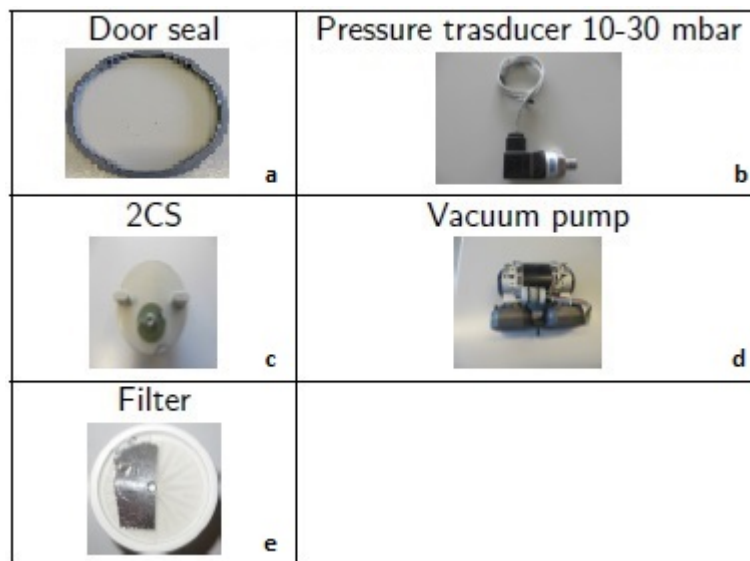 Door seal
a
Pressure trasducer 10-30 mbar
b
2CS
c
Vacuum pump
d
Filter
e